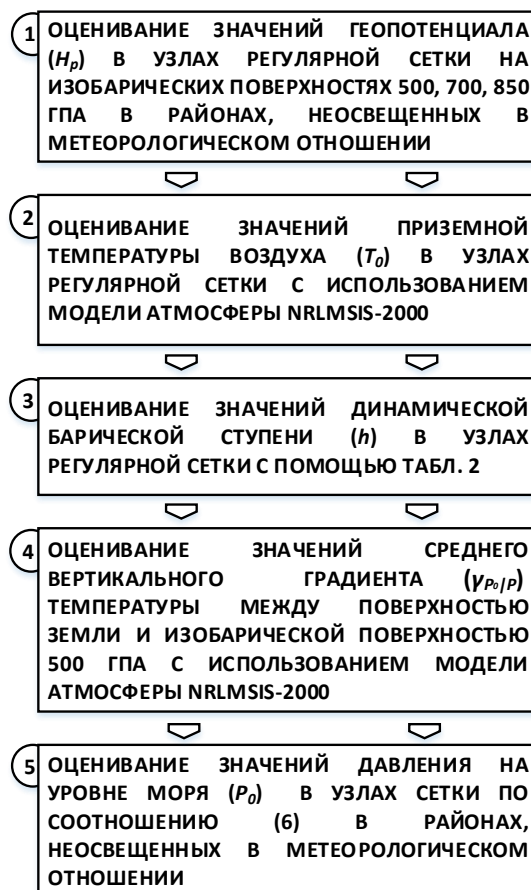 1 ОЦЕНИВАНИЕ ЗНАЧЕНИЙ ГЕОПОТЕНЦИАЛА
(Hp) В УЗЛАХ РЕГУЛЯРНОЙ СЕТКИ НА
ИЗОБАРИЧЕСКИХ ПОВЕРХНОСТЯХ 500, 700, 850
ГПА В РАЙОНАХ, НЕОСВЕЩЕННЫХ В
МЕТЕОРОЛОГИЧЕСКОМ ОТНОШЕНИИ
2 ОЦЕНИВАНИЕ ЗНАЧЕНИЙ ПРИЗЕМНОЙ
ТЕМПЕРАТУРЫ ВОЗДУХА (T0) В УЗЛАХ
РЕГУЛЯРНОЙ СЕТКИ С ИСПОЛЬЗОВАНИЕМ
МОДЕЛИ АТМОСФЕРЫ NRLMSIS-2000
3 ОЦЕНИВАНИЕ ЗНАЧЕНИЙ ДИНАМИЧЕСКОЙ
БАРИЧЕСКОЙ СТУПЕНИ (h) В УЗЛАХ
РЕГУЛЯРНОЙ СЕТКИ С ПОМОЩЬЮ ТАБЛ. 2
4 ОЦЕНИВАНИЕ ЗНАЧЕНИЙ СРЕДНЕГО
ВЕРТИКАЛЬНОГО ГРАДИЕНТА (γP0/P)
ТЕМПЕРАТУРЫ МЕЖДУ ПОВЕРХНОСТЬЮ
ЗЕМЛИ И ИЗОБАРИЧЕСКОЙ ПОВЕРХНОСТЬЮ
500 ГПА С ИСПОЛЬЗОВАНИЕМ МОДЕЛИ
АТМОСФЕРЫ NRLMSIS-2000
5 ОЦЕНИВАНИЕ ЗНАЧЕНИЙ ДАВЛЕНИЯ НА
УРОВНЕ МОРЯ (P0) В УЗЛАХ СЕТКИ ПО
СООТНОШЕНИЮ (6) В РАЙОНАХ,
НЕОСВЕЩЕННЫХ В МЕТЕОРОЛОГИЧЕСКОМ
ОТНОШЕНИИ